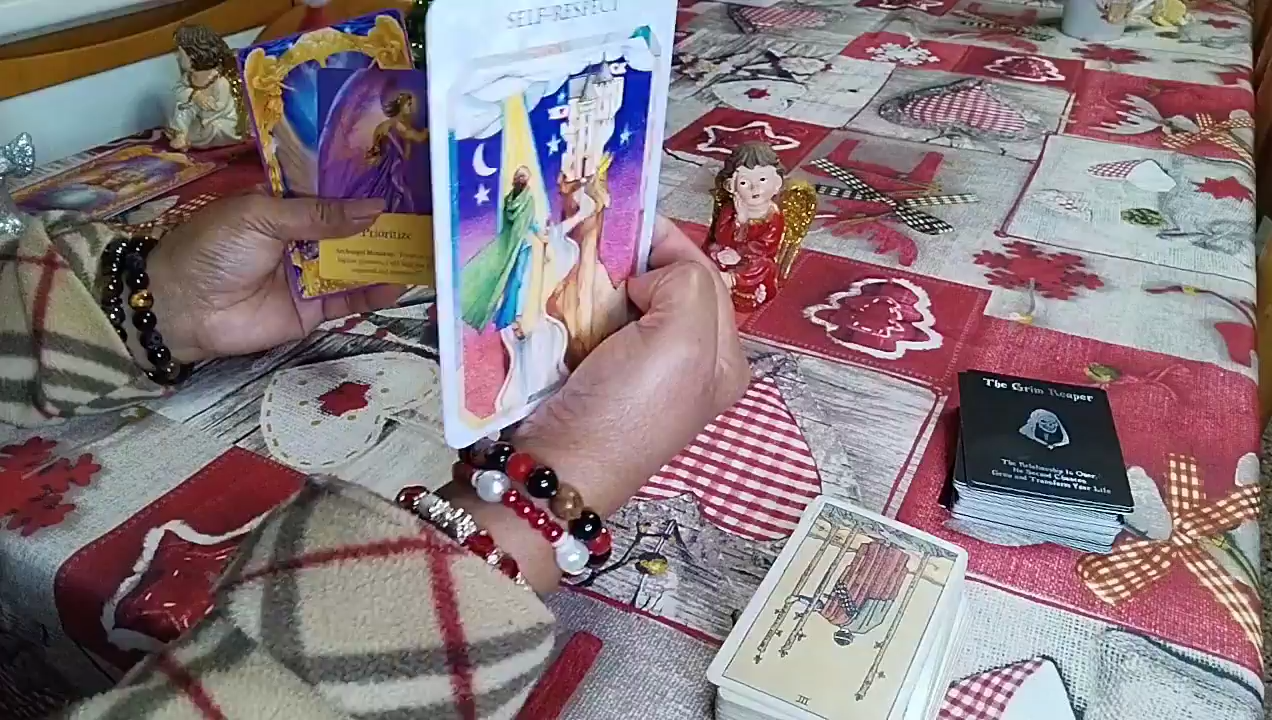 SELF-RESPECT
Prioritize
The Grim Reaper
The Relationship Is Over.
No Second Chances
Grow and Transform Your Life
III